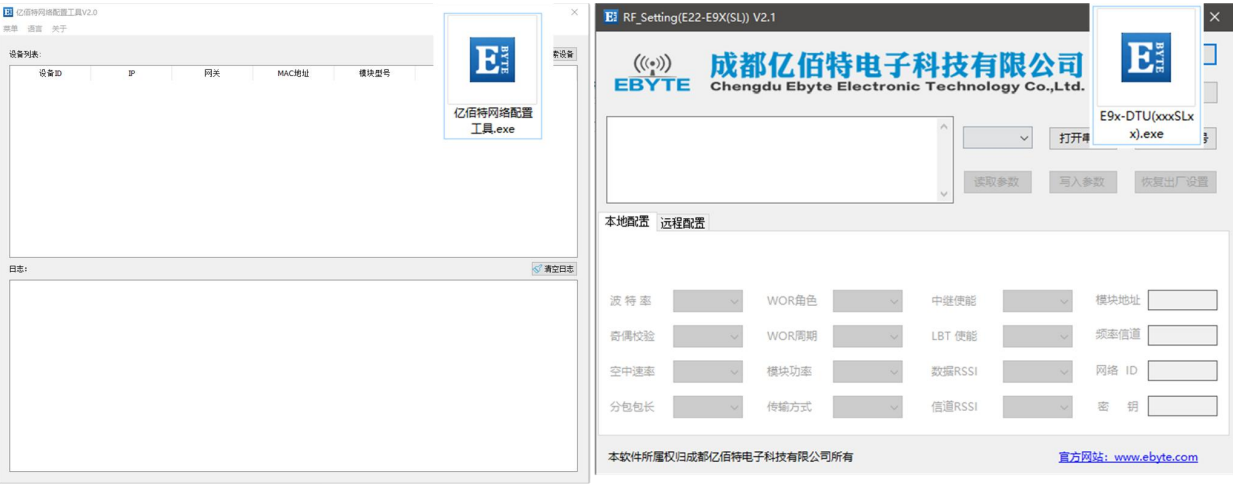 亿佰特网络配置工具V2.0
菜单 语言 关于
设备列表:
索设备
设备ID IP 网关 MAC地址 模块型号
亿佰特网络配置
工具.exe
日志:
清空日志
RF_Setting(E22-E9X(SL)) V2.1
EBYTE
成都亿佰特电子科技有限公司
Chengdu Ebyte Electronic Technology Co.,Ltd.
E9x-DTU(xxxSLx
x).exe
打开串
号
读取参数 写入参数 恢复出厂设置
本地配置 远程配置
波特率 WOR角色 中继使能 模块地址
奇偶校验 WOR周期 LBT 使能 频率信道
空中速率 模块功率 数据RSSI 网络 ID
分包包长 传输方式 信道RSSI 密 钥
本软件所属权归成都亿佰特电子科技有限公司所有
官方网站：www.ebyte.com